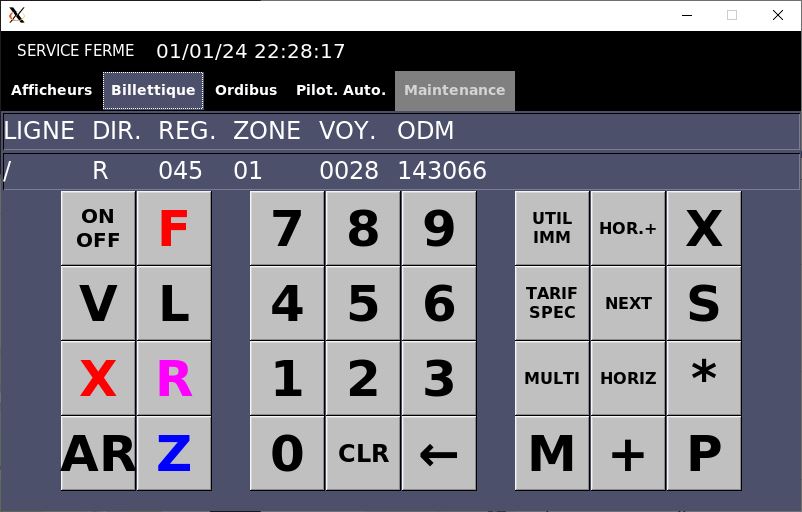 X
SERVICE FERME 01/01/24 22:28:17
Afficheurs Billettique Ordibus Pilot. Auto. Maintenance
LIGNE DIR. REG. ZONE VOY. ODM
/ R 045 01 0028 143066
ON OFF F 7 8 9 UTIL IMM HOR.+ X
V L 4 5 6 TARIF SPEC NEXT S
X R 1 2 3 MULTI HORIZ *
AR Z 0 CLR ← M + P